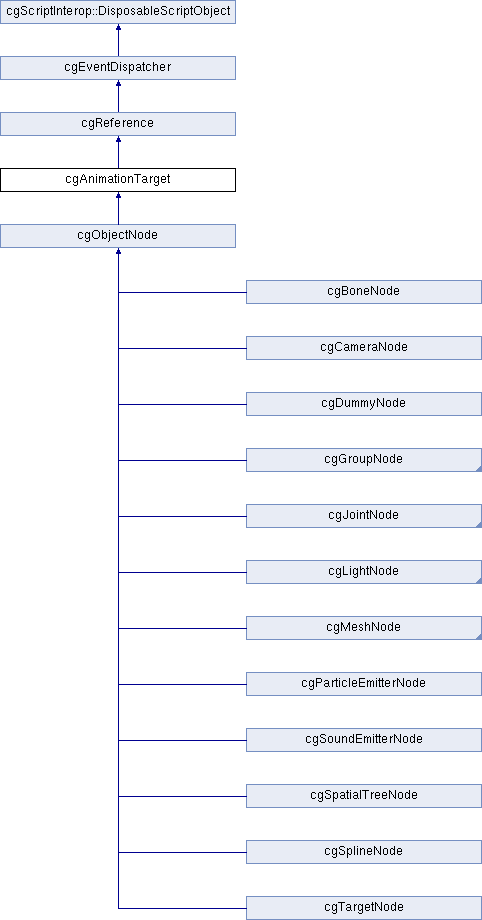 cgScriptInterop::DisposableScriptObject
cgEventDispatcher
cgReference
cgAnimationTarget
cgObjectNode
cgBoneNode
cgCameraNode
cgDummyNode
cgGroupNode
cgJointNode
cgLightNode
cgMeshNode
cgParticleEmitterNode
cgSoundEmitterNode
cgSpatialTreeNode
cgSplineNode
cgTargetNode